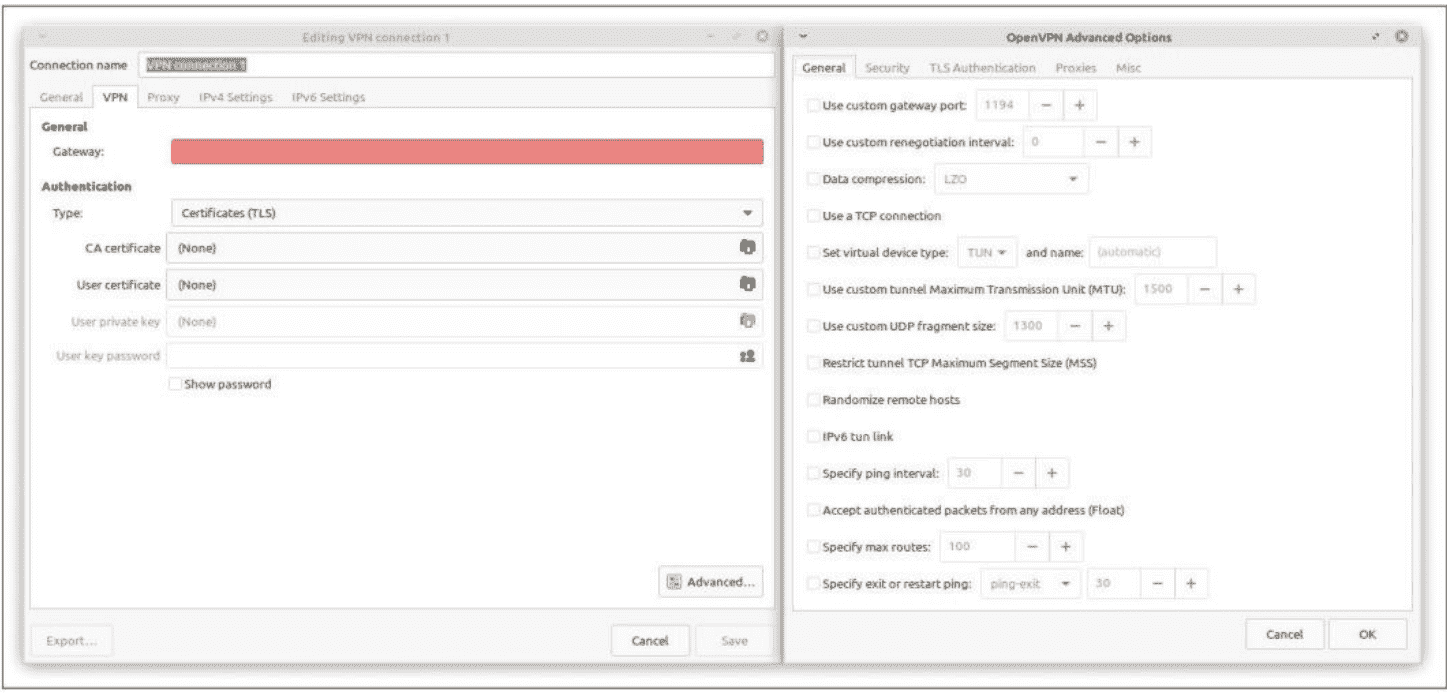 Editing VPN connection 1
Connection name VPN connection 1
General VPN Proxy IPv4 Settings IPv6 Settings
General
Gateway:
Authentication
Type: Certificates (TLS)
CA certificate (None)
User certificate (None)
User private key (None)
User key password
Show password
Advanced...
Export... Cancel Save
OpenVPN Advanced Options
General Security TLS Authentication Proxies Misc
Use custom gateway port: 1194 − +
Use custom renegotiation interval: 0 − +
Data compression: LZO
Use a TCP connection
Set virtual device type: TUN and name: (automatic)
Use custom tunnel Maximum Transmission Unit (MTU): 1500 − +
Use custom UDP fragment size: 1300 − +
Restrict tunnel TCP Maximum Segment Size (MSS)
Randomize remote hosts
IPv6 tun link
Specify ping interval: 30 − +
Accept authenticated packets from any address (Float)
Specify max routes: 100 − +
Specify exit or restart ping: ping-exit 30 − +
Cancel OK